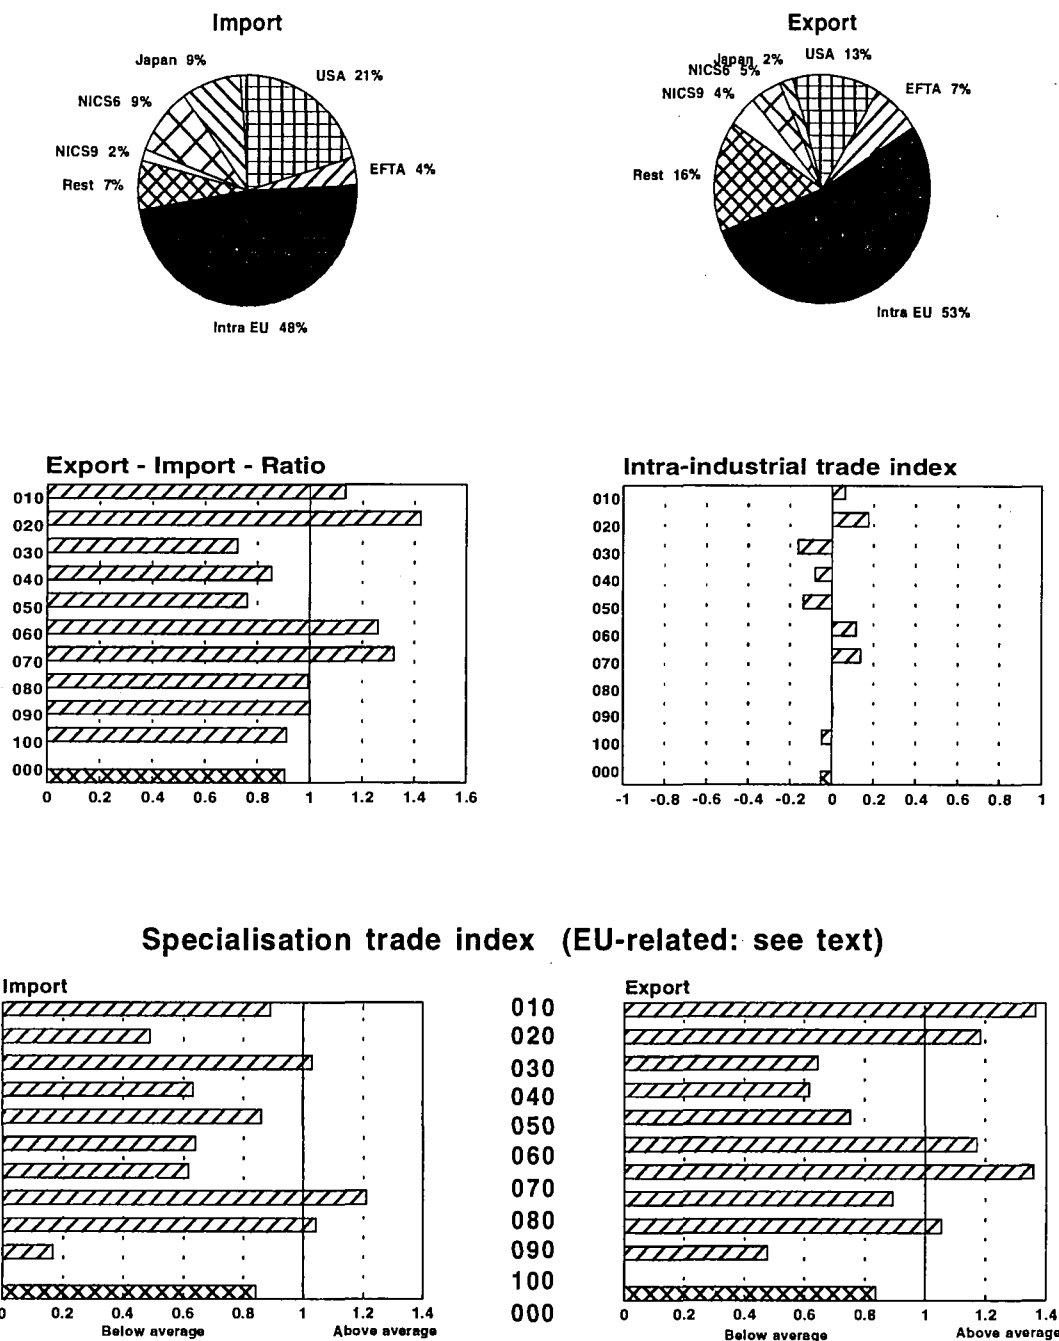 Import
Export
Japan 9%
USA 21%
NICS6 9%
NICS9 2%
Rest 7%
EFTA 4%
Intra EU 48%
Japan 2%
USA 13%
NICS6 5%
NICS9 4%
EFTA 7%
Rest 16%
Intra EU 53%
Export - Import - Ratio
010
020
030
040
050
060
070
080
090
100
000
0 0.2 0.4 0.6 0.8 1 1.2 1.4 1.6
Intra-industrial trade index
010
020
030
040
050
060
070
080
090
100
000
-1 -0.8 -0.6 -0.4 -0.2 0 0.2 0.4 0.6 0.8 1
Specialisation trade index (EU-related: see text)
Import
0 0.2 0.4 0.6 0.8 1 1.2 1.4
Below average Above average
010
020
030
040
050
060
070
080
090
100
000
Export
0 0.2 0.4 0.6 0.8 1 1.2 1.4
Below average Above average